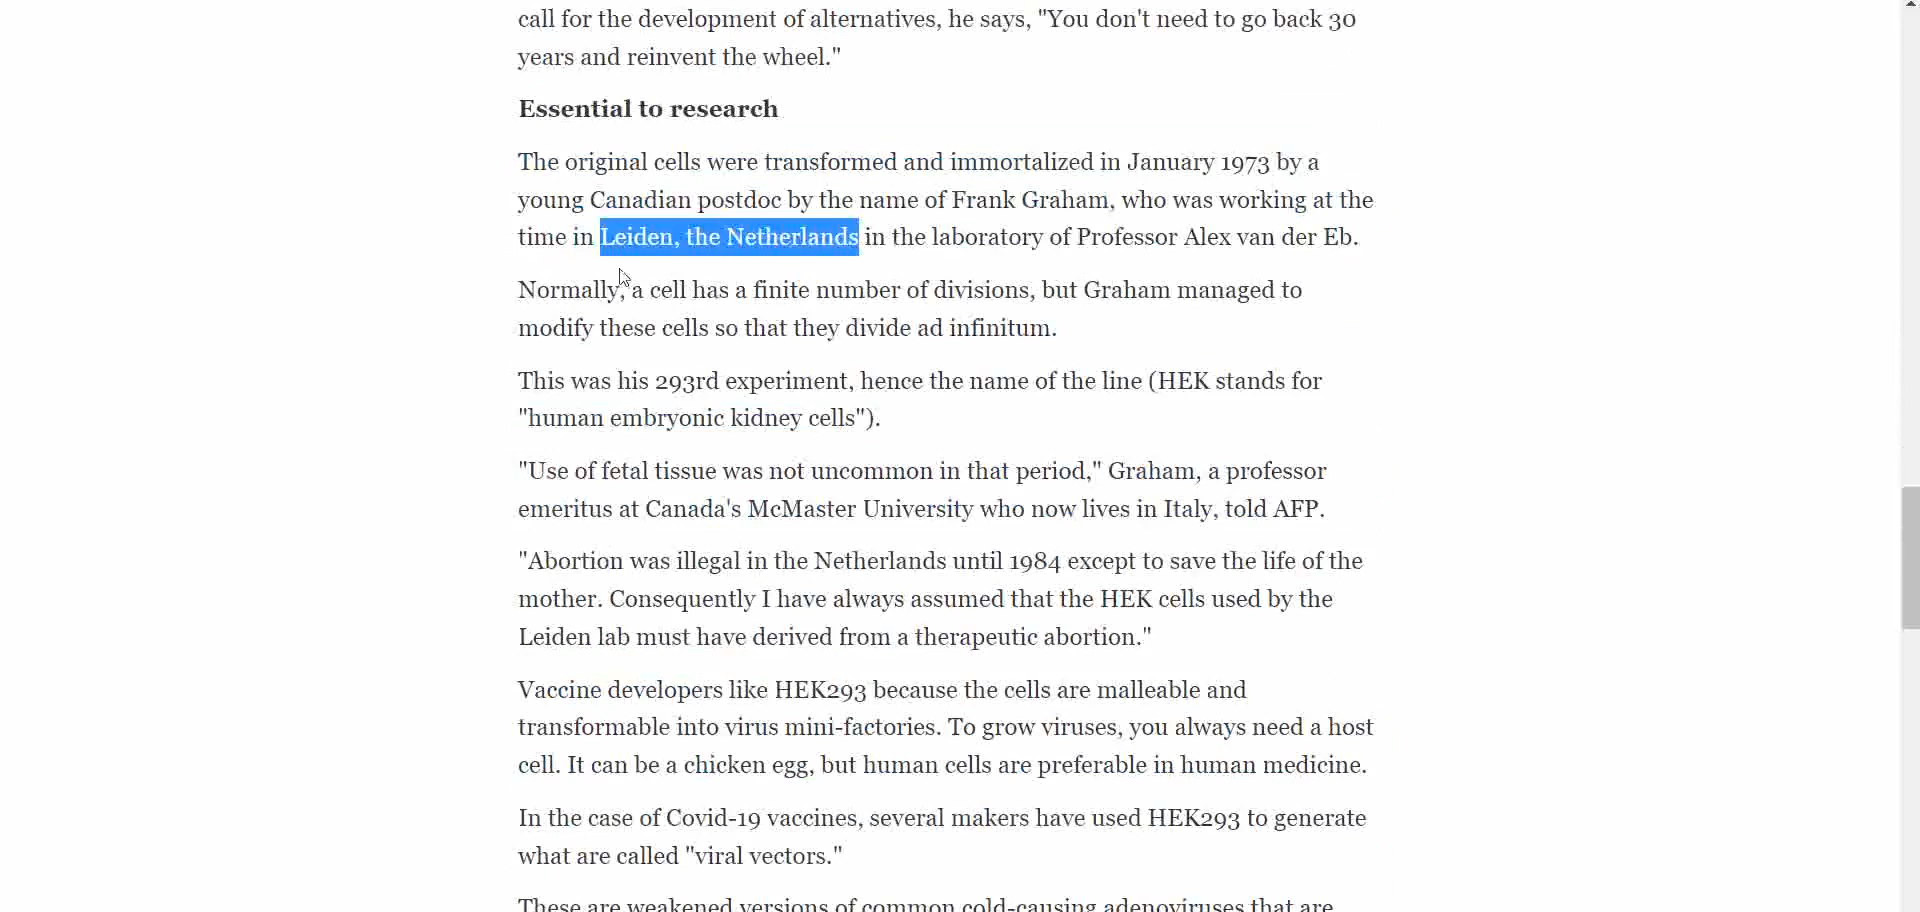 call for the development of alternatives, he says, "You don't need to go back 30
years and reinvent the wheel."
Essential to research
The original cells were transformed and immortalized in January 1973 by a
young Canadian postdoc by the name of Frank Graham, who was working at the
time in Leiden, the Netherlands in the laboratory of Professor Alex van der Eb.
Normally, a cell has a finite number of divisions, but Graham managed to
modify these cells so that they divide ad infinitum.
This was his 293rd experiment, hence the name of the line (HEK stands for
"human embryonic kidney cells").
"Use of fetal tissue was not uncommon in that period," Graham, a professor
emeritus at Canada's McMaster University who now lives in Italy, told AFP.
"Abortion was illegal in the Netherlands until 1984 except to save the life of the
mother. Consequently I have always assumed that the HEK cells used by the
Leiden lab must have derived from a therapeutic abortion."
Vaccine developers like HEK293 because the cells are malleable and
transformable into virus mini-factories. To grow viruses, you always need a host
cell. It can be a chicken egg, but human cells are preferable in human medicine.
In the case of Covid-19 vaccines, several makers have used HEK293 to generate
what are called "viral vectors."
These are weakened versions of common cold-causing adenoviruses that are